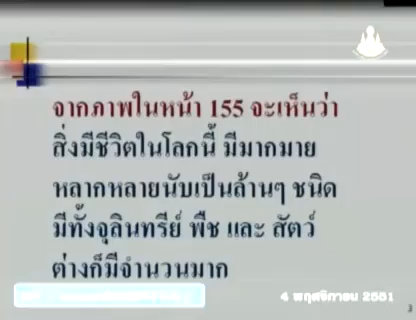 จากภาพในหน้า 155 จะเห็นว่า
สิ่งมีชีวิตในโลกนี้ มีมากมาย
หลากหลายนับเป็นล้านๆ ชนิด
มีทั้งจุลินทรีย์ พืช และ สัตว์
ต่างก็มีจำนวนมาก
4 พฤศจิกายน 2551
3